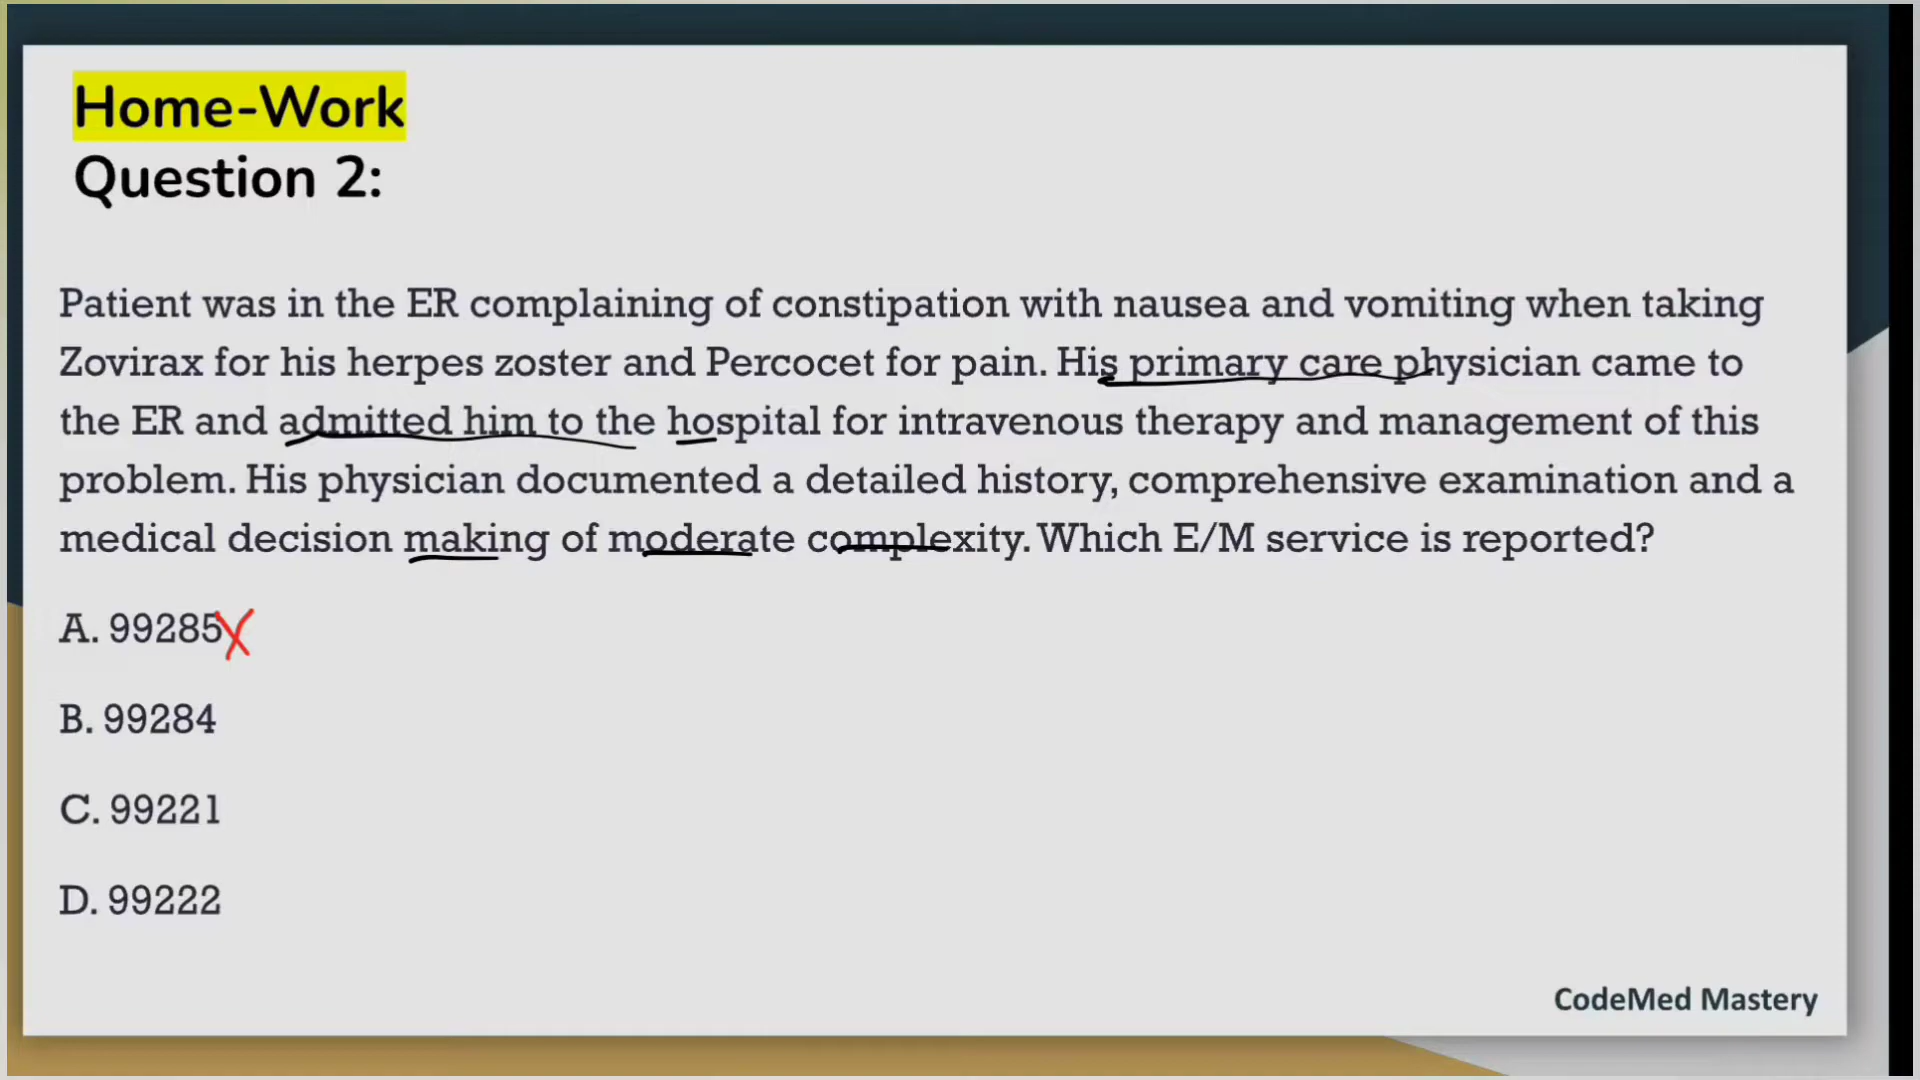 Home-Work
Question 2:
Patient was in the ER complaining of constipation with nausea and vomiting when taking
Zovirax for his herpes zoster and Percocet for pain. His primary care physician came to
the ER and admitted him to the hospital for intravenous therapy and management of this
problem. His physician documented a detailed history, comprehensive examination and a
medical decision making of moderate complexity. Which E/M service is reported?
A. 99285
B. 99284
C. 99221
D. 99222
CodeMed Mastery